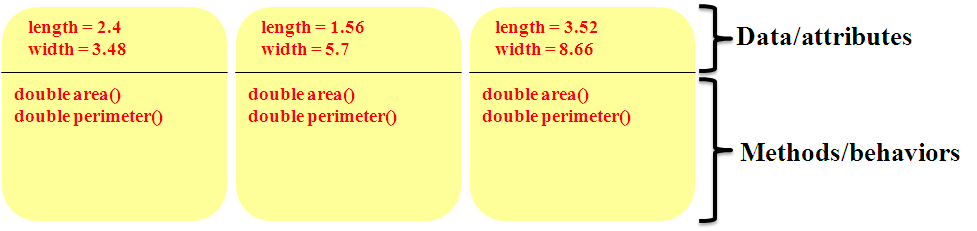 length = 2.4
width = 3.48
double area()
double perimeter()
length = 1.56
width = 5.7
double area()
double perimeter()
length = 3.52
width = 8.66
double area()
double perimeter()
Data/attributes
Methods/behaviors